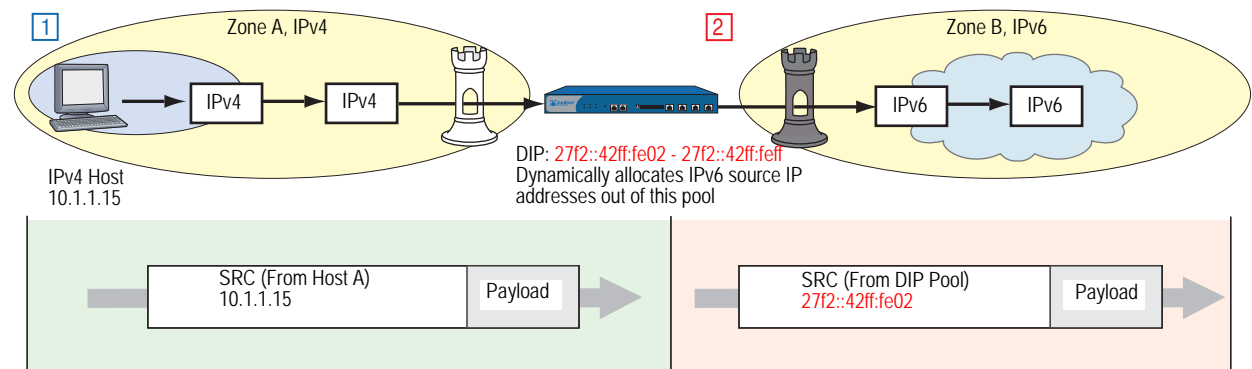 1
Zone A, IPv4
2
Zone B, IPv6
IPv4
IPv4
Juniper
IPv6
IPv6
IPv4 Host
10.1.1.15
DIP: 27f2::42ff:fe02 - 27f2::42ff:feff
Dynamically allocates IPv6 source IP
addresses out of this pool
SRC (From Host A)
10.1.1.15
Payload
SRC (From DIP Pool)
27f2::42ff:fe02
Payload